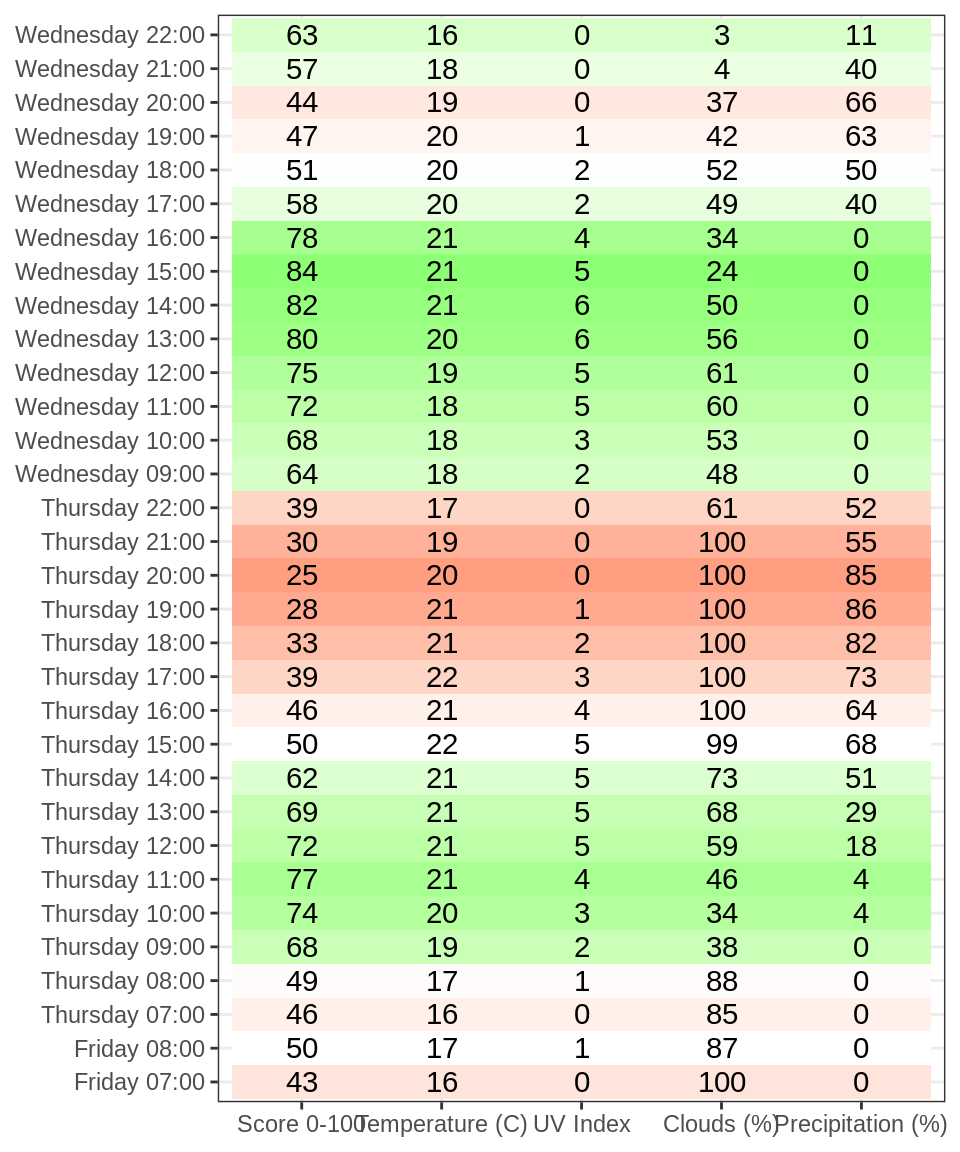 Wednesday 22:00 63 16 0 3 11
Wednesday 21:00 57 18 0 4 40
Wednesday 20:00 44 19 0 37 66
Wednesday 19:00 47 20 1 42 63
Wednesday 18:00 51 20 2 52 50
Wednesday 17:00 58 20 2 49 40
Wednesday 16:00 78 21 4 34 0
Wednesday 15:00 84 21 5 24 0
Wednesday 14:00 82 21 6 50 0
Wednesday 13:00 80 20 6 56 0
Wednesday 12:00 75 19 5 61 0
Wednesday 11:00 72 18 5 60 0
Wednesday 10:00 68 18 3 53 0
Wednesday 09:00 64 18 2 48 0
Thursday 22:00 39 17 0 61 52
Thursday 21:00 30 19 0 100 55
Thursday 20:00 25 20 0 100 85
Thursday 19:00 28 21 1 100 86
Thursday 18:00 33 21 2 100 82
Thursday 17:00 39 22 3 100 73
Thursday 16:00 46 21 4 100 64
Thursday 15:00 50 22 5 99 68
Thursday 14:00 62 21 5 73 51
Thursday 13:00 69 21 5 68 29
Thursday 12:00 72 21 5 59 18
Thursday 11:00 77 21 4 46 4
Thursday 10:00 74 20 3 34 4
Thursday 09:00 68 19 2 38 0
Thursday 08:00 49 17 1 88 0
Thursday 07:00 46 16 0 85 0
Friday 08:00 50 17 1 87 0
Friday 07:00 43 16 0 100 0
Score 0-100 Temperature (C) UV Index Clouds (%) Precipitation (%)